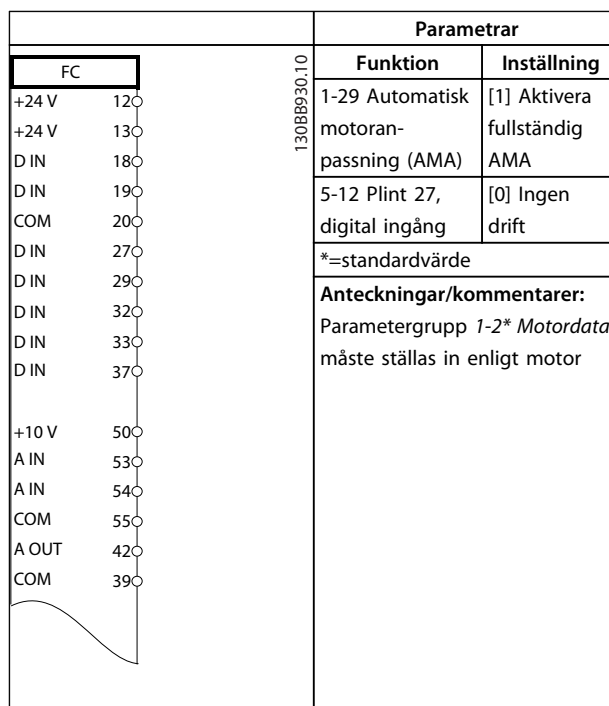 FC
+24 V 12
+24 V 13
D IN 18
D IN 19
COM 20
D IN 27
D IN 29
D IN 32
D IN 33
D IN 37
+10 V 50
A IN 53
A IN 54
COM 55
A OUT 42
COM 39
130BB930.10
Parametrar
Funktion Inställning
1-29 Automatisk [1] Aktivera
motoran- fullständig
passning (AMA) AMA
5-12 Plint 27, [0] Ingen
digital ingång drift
*=standardvärde
Anteckningar/kommentarer:
Parametergrupp 1-2* Motordata
måste ställas in enligt motor